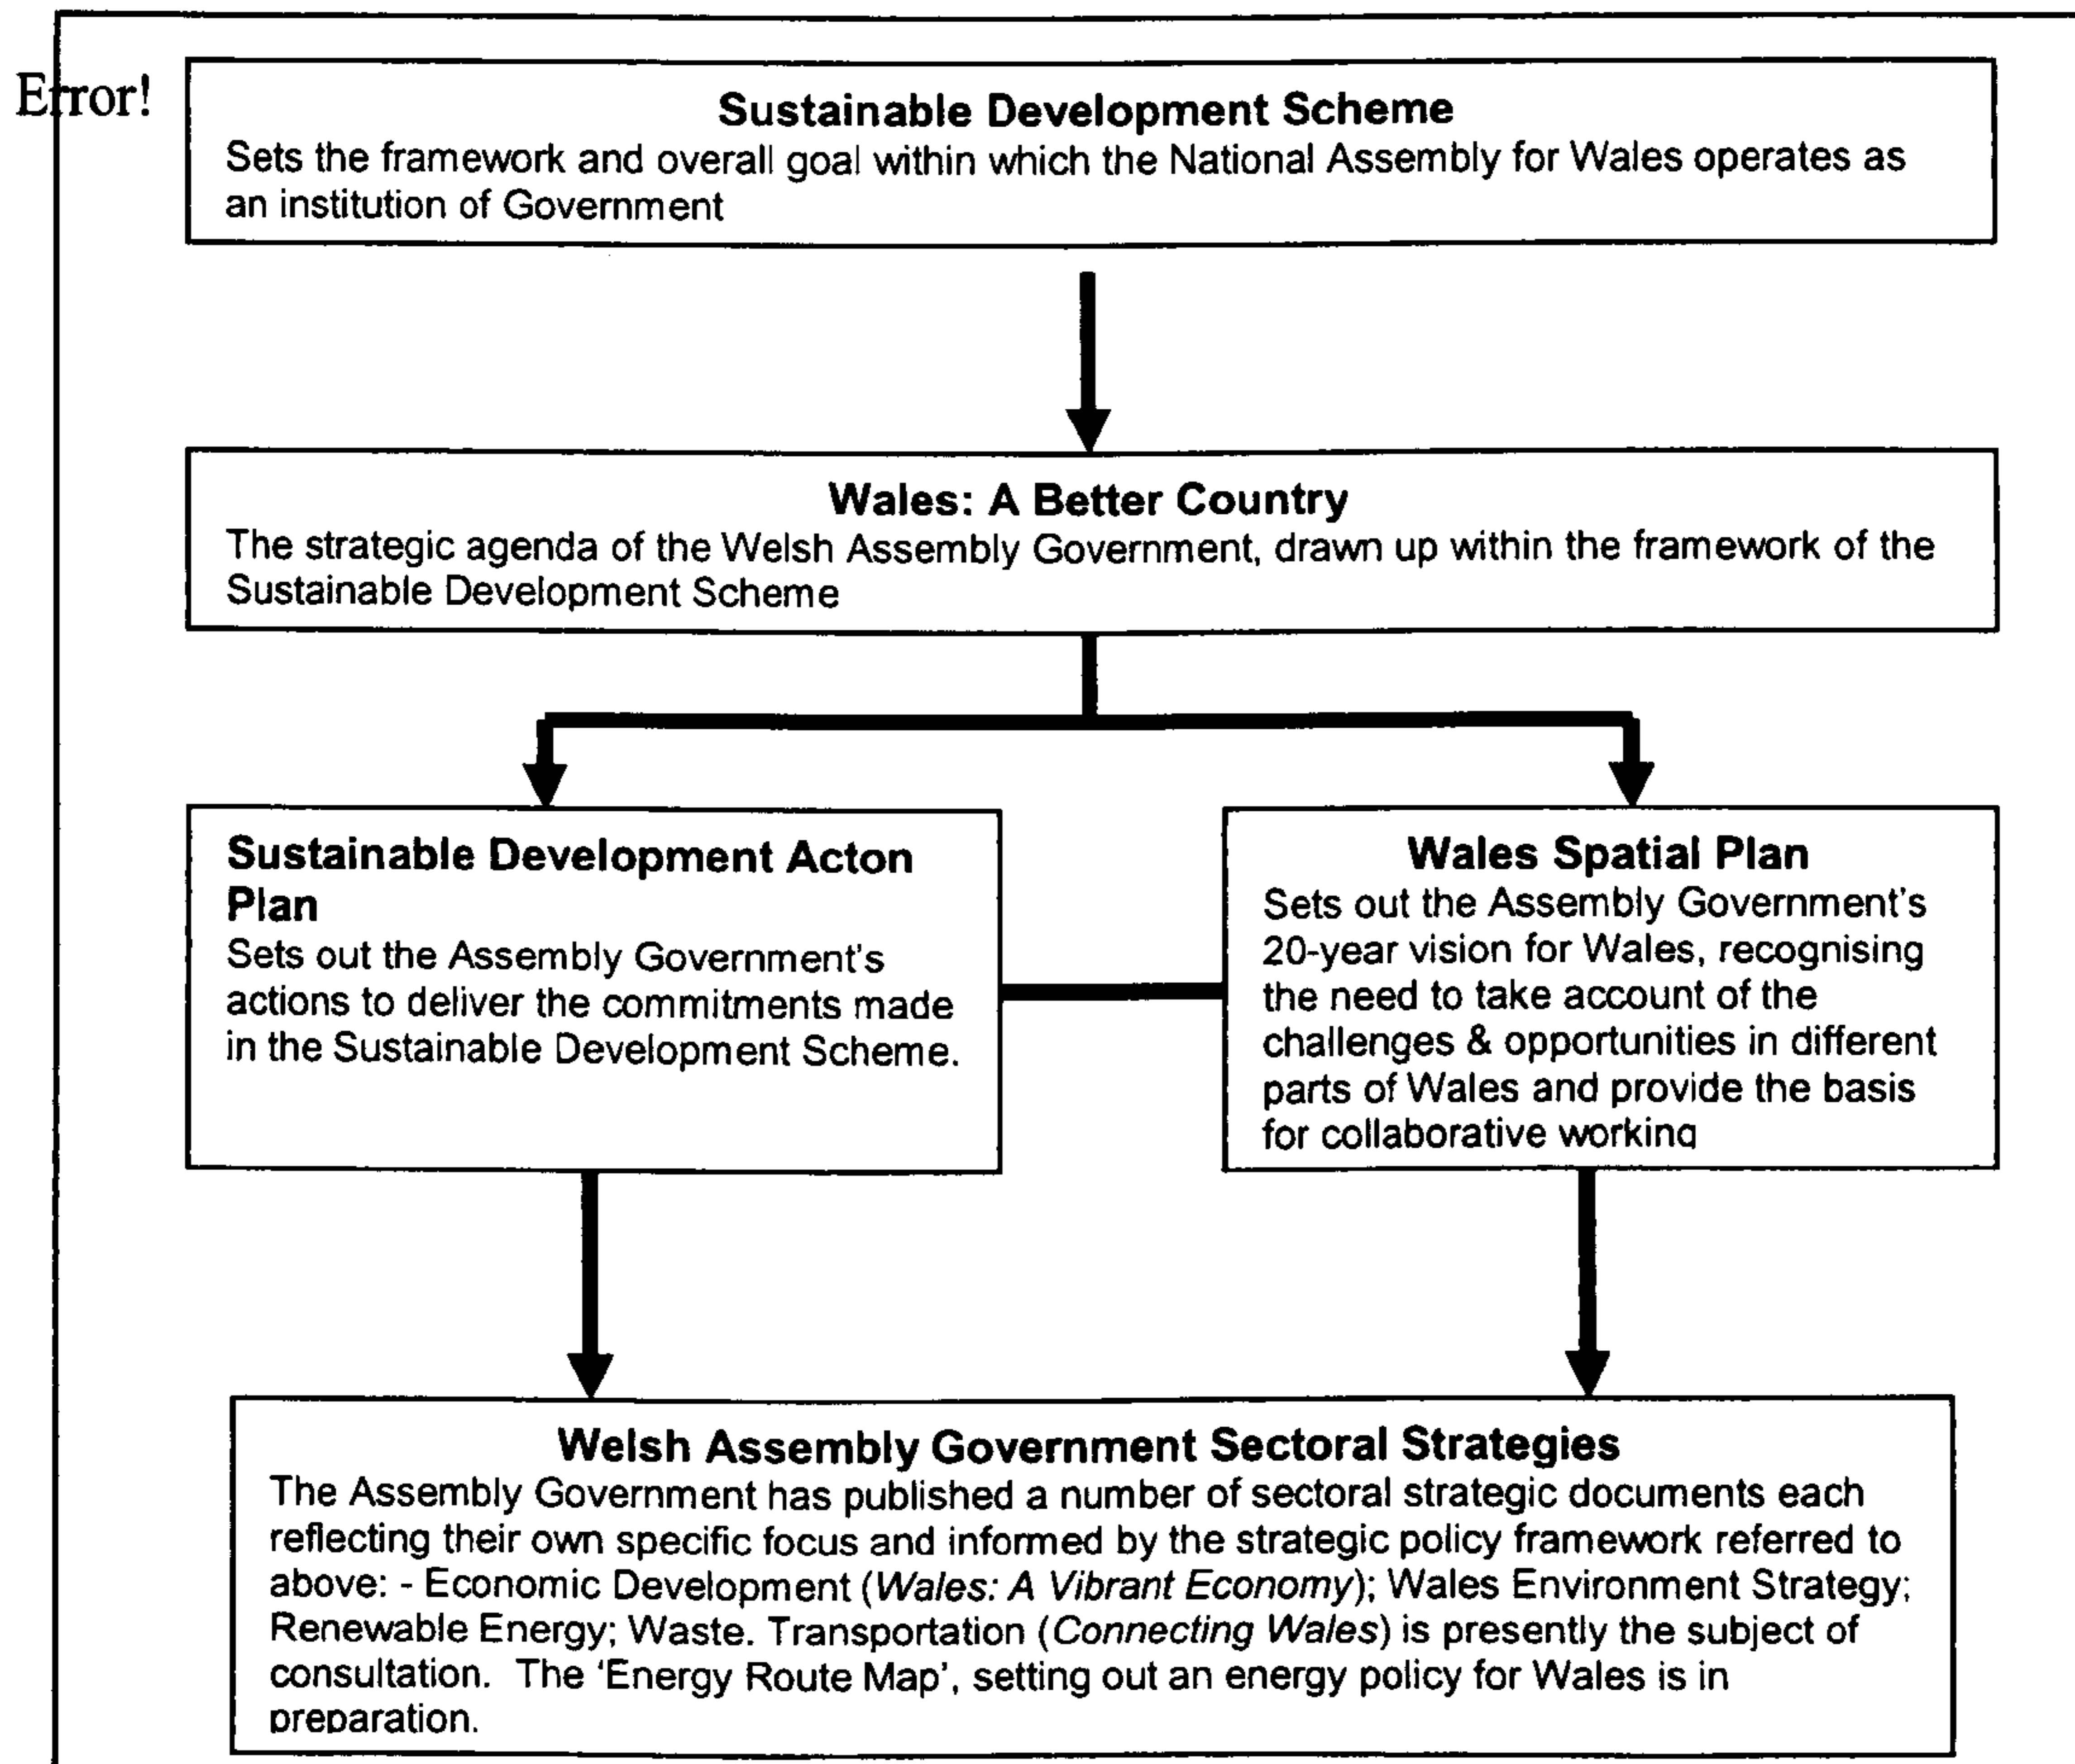 Error!
Sustainable Development Scheme
Sets the framework and overall goal within which the National Assembly for Wales operates as
an institution of Government
Wales: A Better Country
The strategic agenda of the Welsh Assembly Government, drawn up within the framework of the
Sustainable Development Scheme
Sustainable Development Acton
Plan
Sets out the Assembly Government's
actions to deliver the commitments made
in the Sustainable Development Scheme.
Wales Spatial Plan
Sets out the Assembly Government's
20-year vision for Wales, recognising
the need to take account of the
challenges & opportunities in different
parts of Wales and provide the basis
for collaborative working
Welsh Assembly Government Sectoral Strategies
The Assembly Government has published a number of sectoral strategic documents each
reflecting their own specific focus and informed by the strategic policy framework referred to
above: - Economic Development (Wales: A Vibrant Economy); Wales Environment Strategy;
Renewable Energy; Waste. Transportation (Connecting Wales) is presently the subject of
consultation.  The 'Energy Route Map', setting out an energy policy for Wales is in
preparation.